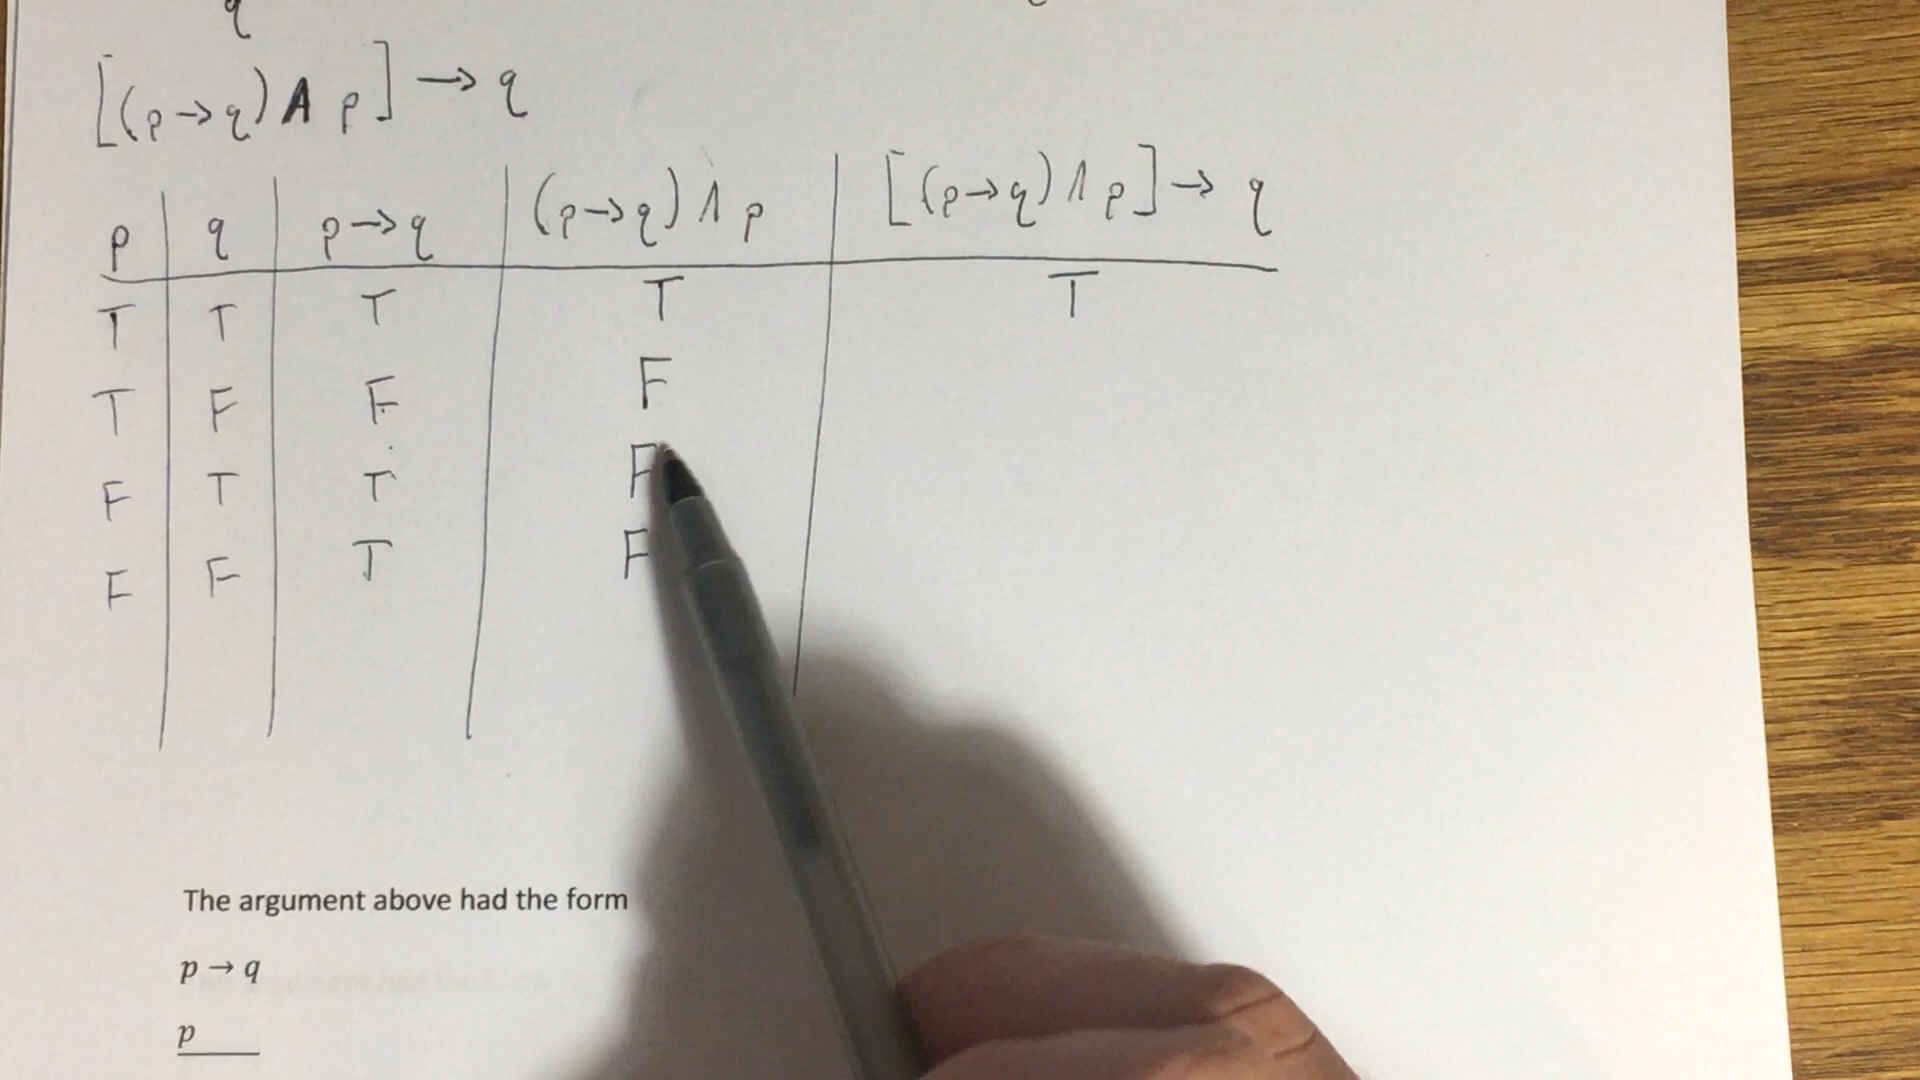 q
[(p→q)∧ p] → q
p q p→q (p→q)∧p [(p→q)∧p]→ q
T T T T T
T F F F
F T T F
F F T F
The argument above had the form
p → q
p